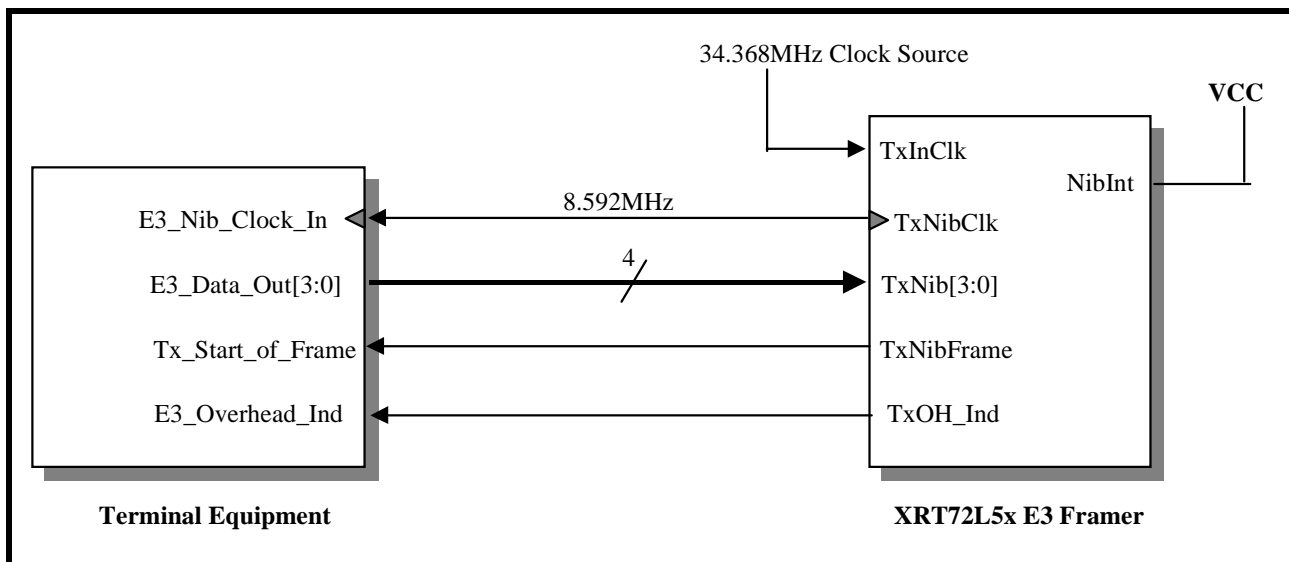 34.368MHz Clock Source
VCC
TxInClk
NibInt
8.592MHz
E3_Nib_Clock_In
TxNibClk
4
E3_Data_Out[3:0]
TxNib[3:0]
Tx_Start_of_Frame
TxNibFrame
E3_Overhead_Ind
TxOH_Ind
Terminal Equipment
XRT72L5x E3 Framer